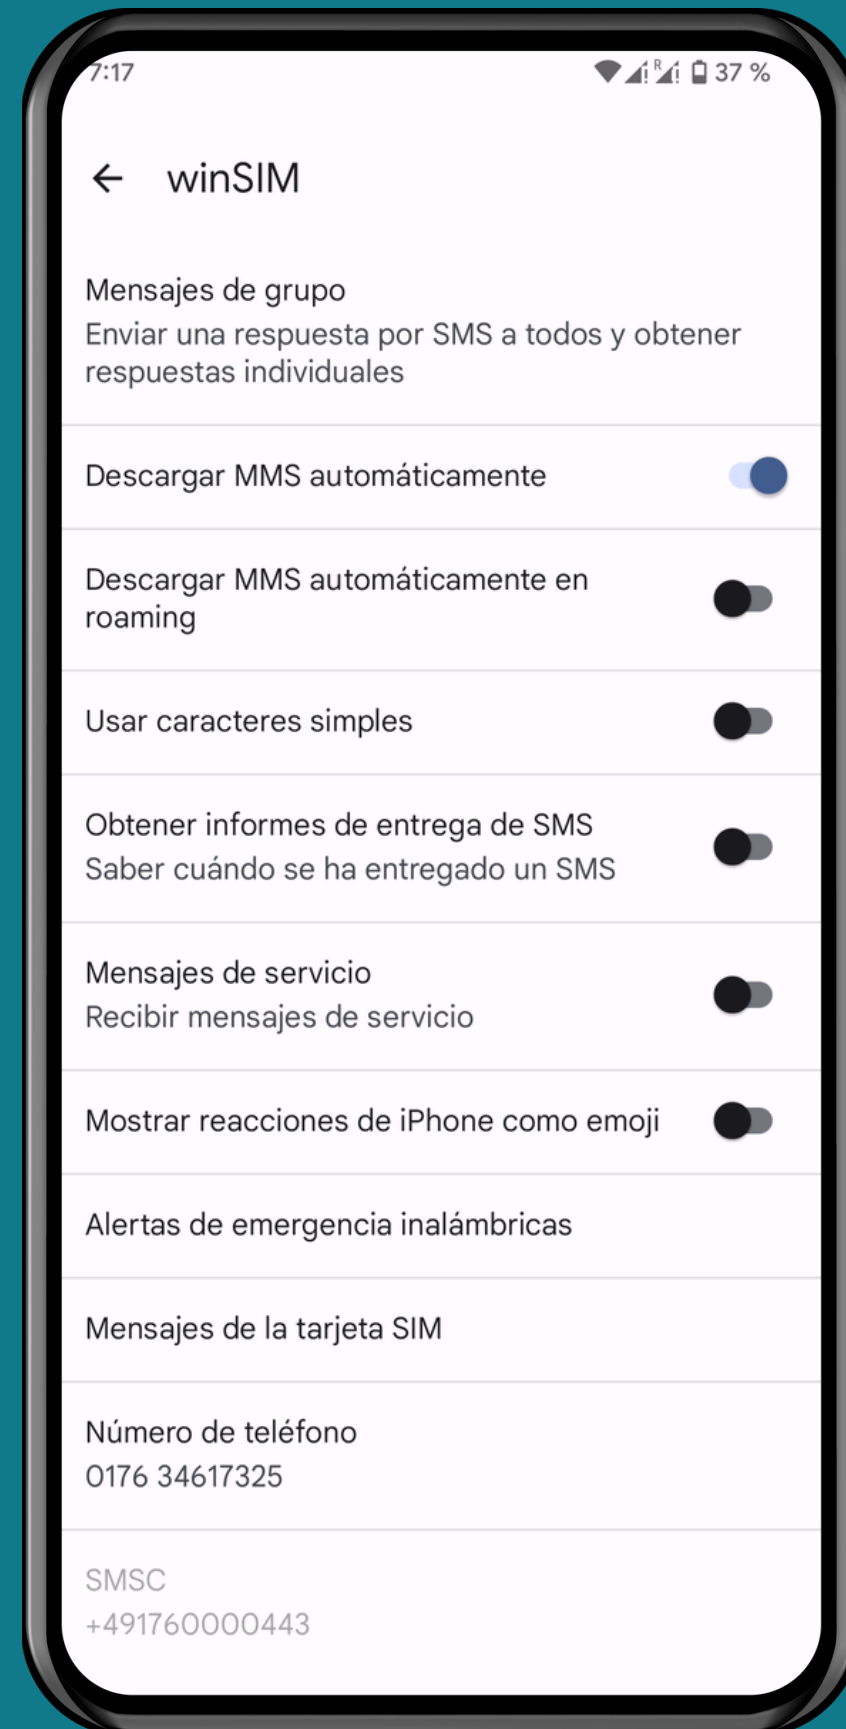 7:17
R
37 %
winSIM
Mensajes de grupo
Enviar una respuesta por SMS a todos y obtener
respuestas individuales
Descargar MMS automáticamente
Descargar MMS automáticamente en
roaming
Usar caracteres simples
Obtener informes de entrega de SMS
Saber cuándo se ha entregado un SMS
Mensajes de servicio
Recibir mensajes de servicio
Mostrar reacciones de iPhone como emoji
Alertas de emergencia inalámbricas
Mensajes de la tarjeta SIM
Número de teléfono
0176 34617325
SMSC
+491760000443